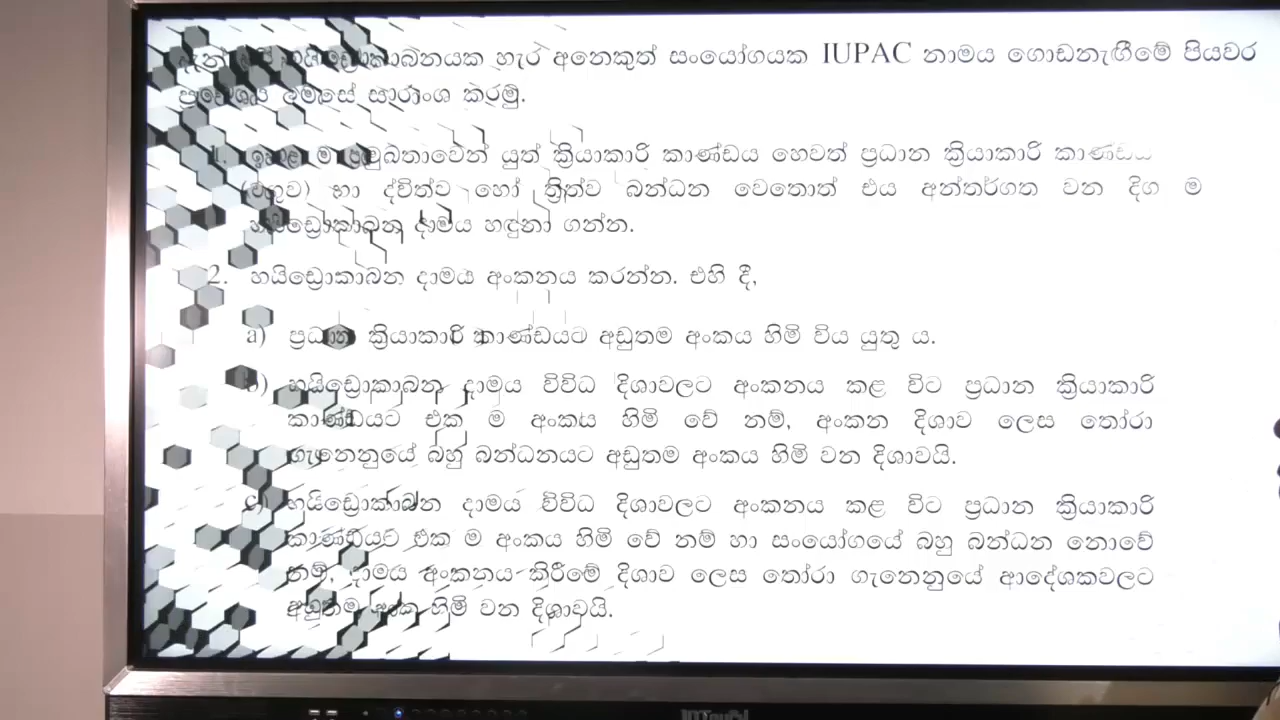 දැන් අපි හයිඩ්‍රොකාබනයක හැර අනෙකුත් සංයෝගයක IUPAC නාමය ගොඩනැඟීමේ පියවර
මෙසේ සාරාංශ කරමු.
1. ඉහළ ම ප්‍රමුඛතාවෙන් යුත් ක්‍රියාකාරී කාණ්ඩය හෙවත් ප්‍රධාන ක්‍රියාකාරී කාණ්ඩය
(වෙතුව) හා ද්විත්ව හෝ ත්‍රිත්ව බන්ධන වෙතොත් එය අන්තර්ගත වන දිග ම
හයිඩ්‍රොකාබන දාමය හඳුනා ගන්න.
2. හයිඩ්‍රොකාබන දාමය අංකනය කරන්න. එහි දී,
a) ප්‍රධාන ක්‍රියාකාරී කාණ්ඩයට අඩුතම අංකය හිමි විය යුතු ය.
b) හයිඩ්‍රොකාබන දාමය විවිධ දිශාවලට අංකනය කළ විට ප්‍රධාන ක්‍රියාකාරී
කාණ්ඩයට එක ම අංකය හිමි වේ නම්, අංකන දිශාව ලෙස තෝරා
ගැනෙනුයේ බහු බන්ධනයට අඩුතම අංකය හිමි වන දිශාවයි.
c) හයිඩ්‍රොකාබන දාමය විවිධ දිශාවලට අංකනය කළ විට ප්‍රධාන ක්‍රියාකාරී
කාණ්ඩයට එක ම අංකය හිමි වේ නම් හා සංයෝගයේ බහු බන්ධන නොවේ
නම්, දාමය අංකනය කිරීමේ දිශාව ලෙස තෝරා ගැනෙනුයේ ආදේශකවලට
අඩුතම අංක හිමි වන දිශාවයි.